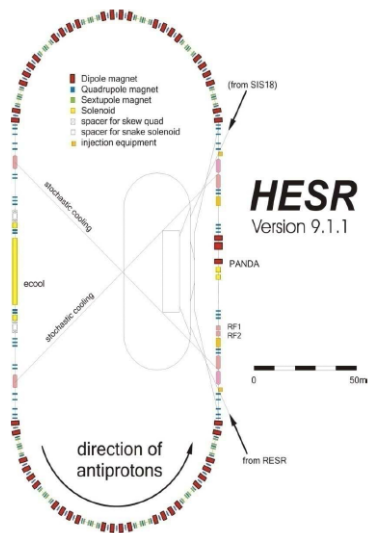 Dipole magnet
Quadrupole magnet
Sextupole magnet
Solenoid
spacer for skew quad
spacer for snake solenoid
injection equipment
(from SIS18)
HESR
Version 9.1.1
stochastic cooling
PANDA
ecool
stochastic cooling
RF1
RF2
0 50m
direction of
antiprotons
from RESR